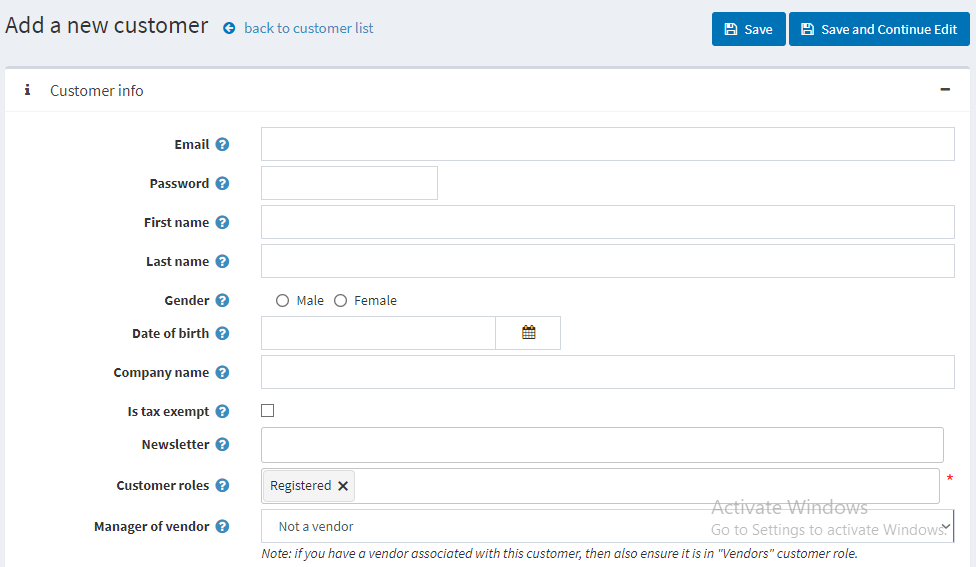 Add a new customer back to customer list Save Save and Continue Edit
i Customer info
Email ?
Password ?
First name ?
Last name ?
Gender ? Male Female
Date of birth ?
Company name ?
Is tax exempt ?
Newsletter ?
Customer roles ? Registered × *
Manager of vendor ? Not a vendor
Activate Windows
Go to Settings to activate Windows.
Note: if you have a vendor associated with this customer, then also ensure it is in "Vendors" customer role.